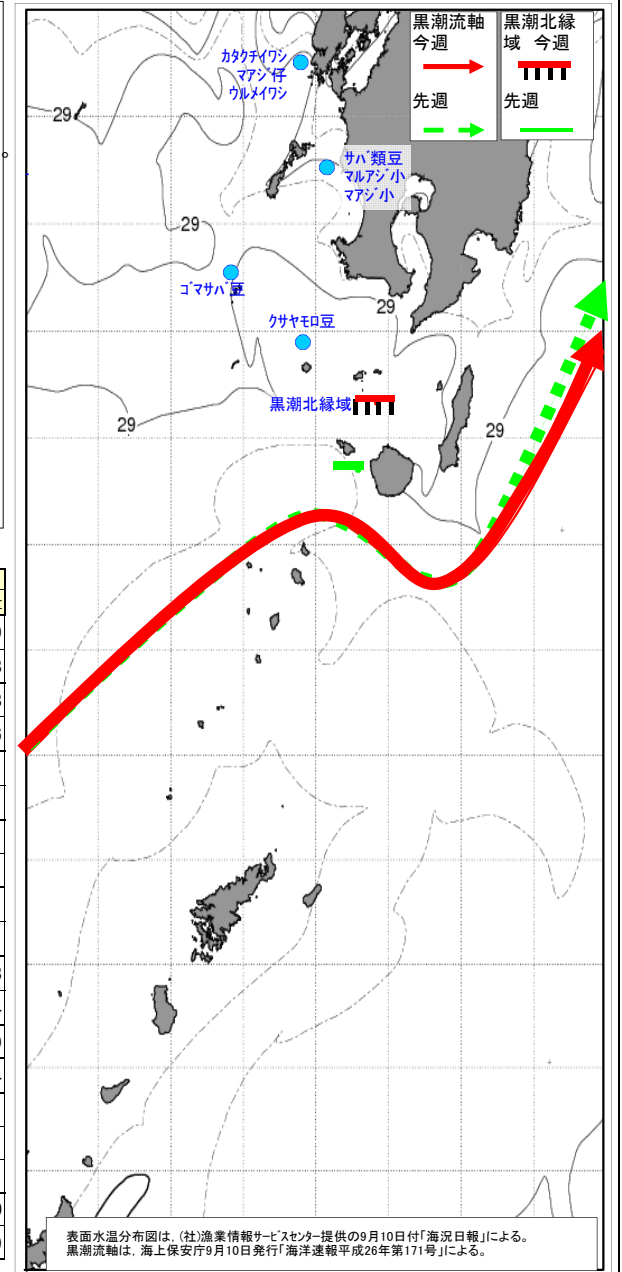 黒潮流軸
今週
先週
黒潮北縁
域 今週
先週
カタクチイワシ
マアジ仔
ウルメイワシ
29
サバ類豆
マルアジ小
マアジ小
29
ゴマサバ豆
29
クサヤモロ豆
黒潮北縁域
29
29
表面水温分布図は, (社)漁業情報サービスセンター提供の9月10日付「海況日報」による。
黒潮流軸は, 海上保安庁9月10日発行「海洋速報平成26年第171号」による。